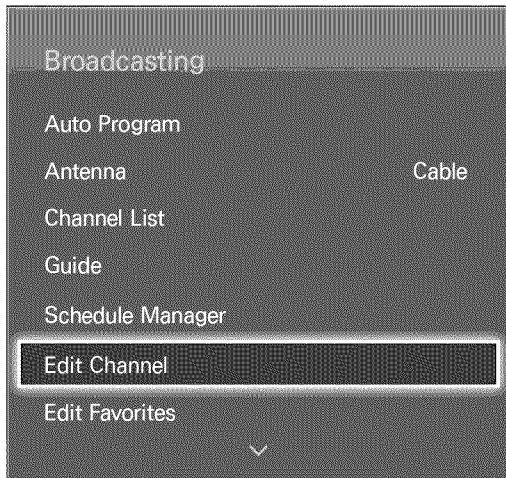 Broadcasting
Auto Program
Antenna Cable
Channel List
Guide
Schedule Manager
Edit Channel
Edit Favorites